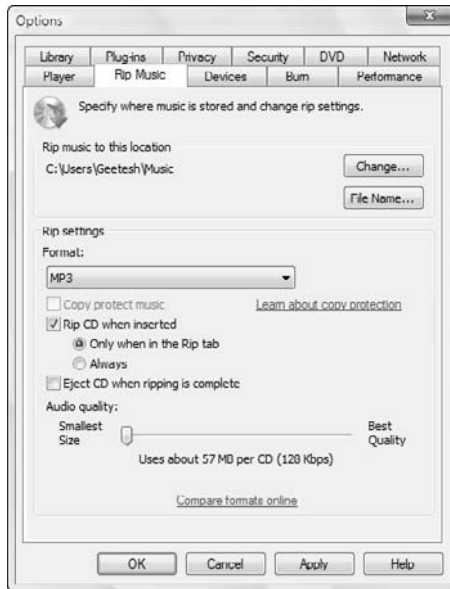 Options
x
Library Plug-ins Privacy Security DVD Network
Player Rip Music Devices Burn Performance
Specify where music is stored and change rip settings.
Rip music to this location
C:\Users\Geetesh\Music
Change...
File Name...
Rip settings
Format:
MP3
Copy protect music Learn about copy protection
Rip CD when inserted
Only when in the Rip tab
Always
Eject CD when ripping is complete
Audio quality:
Smallest Best
Size Quality
Uses about 57 MB per CD (128 Kbps)
Compare formats online
OK Cancel Apply Help